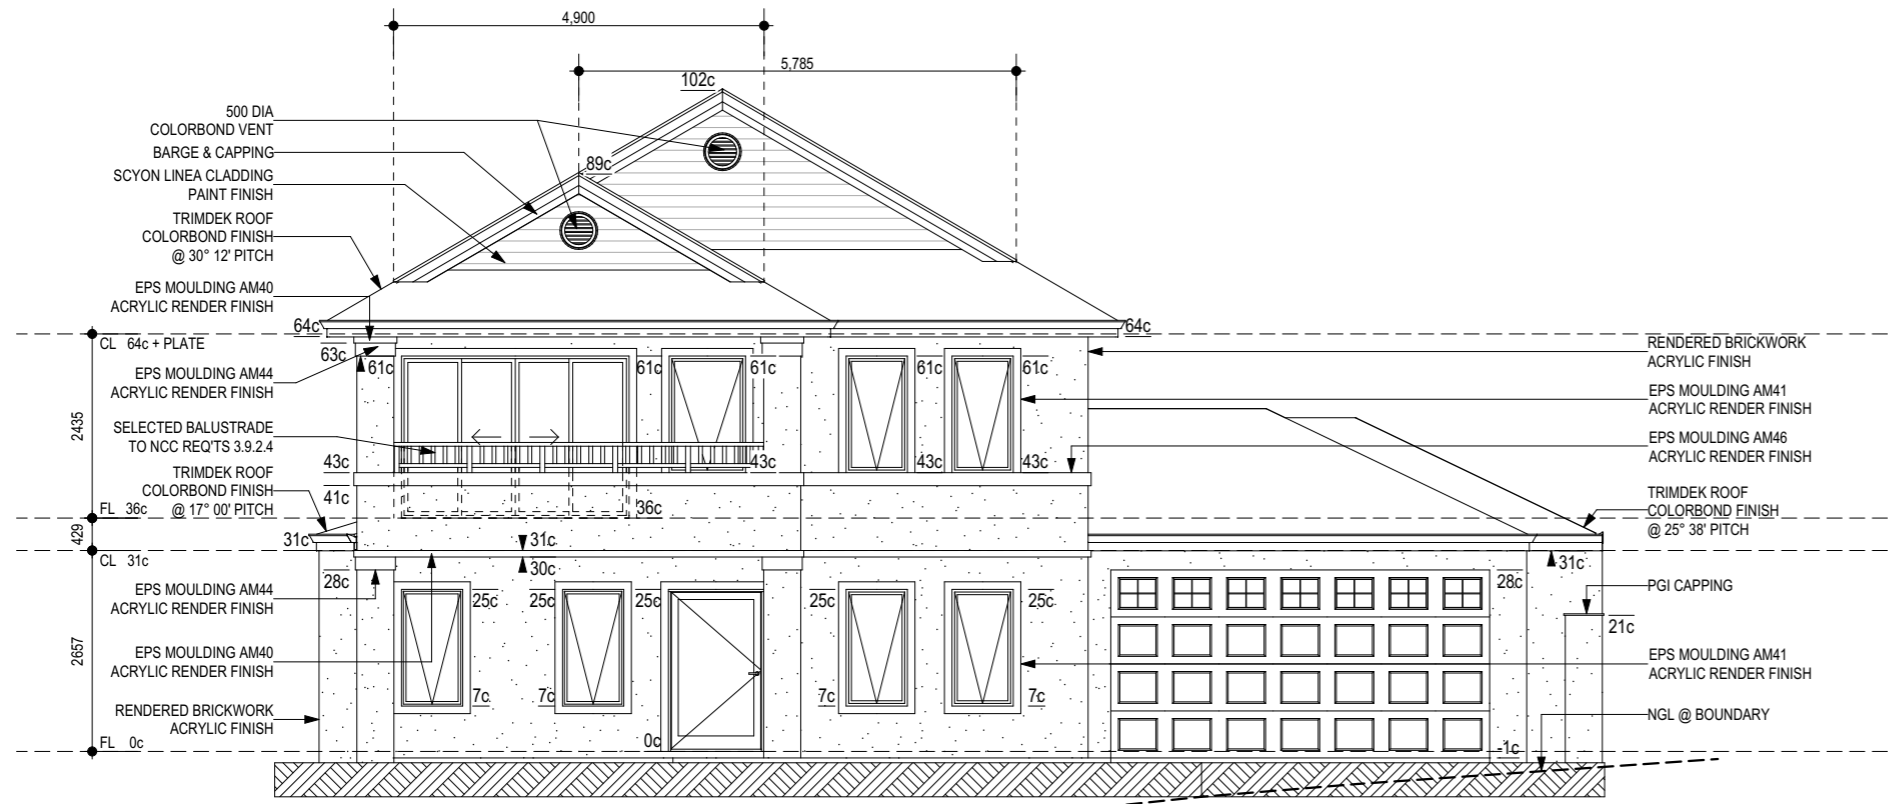 4,900
5,785
102c
500 DIA
COLORBOND VENT
BARGE & CAPPING
89c
SCYON LINEA CLADDING
PAINT FINISH
TRIMDEK ROOF
COLORBOND FINISH
@ 30° 12' PITCH
EPS MOULDING AM40
ACRYLIC RENDER FINISH
64c
64c
CL 64c + PLATE
63c
RENDERED BRICKWORK
ACRYLIC FINISH
61c
61c
61c
61c
61c
EPS MOULDING AM44
ACRYLIC RENDER FINISH
EPS MOULDING AM41
ACRYLIC RENDER FINISH
2435
SELECTED BALUSTRADE
TO NCC REQ'TS 3.9.2.4
EPS MOULDING AM46
ACRYLIC RENDER FINISH
43c
43c
43c
43c
TRIMDEK ROOF
COLORBOND FINISH
@ 17° 00' PITCH
41c
36c
TRIMDEK ROOF
COLORBOND FINISH
@ 25° 38' PITCH
FL 36c
429
31c
31c
CL 31c
30c
31c
28c
28c
EPS MOULDING AM44
ACRYLIC RENDER FINISH
PGI CAPPING
25c
25c
25c
25c
25c
21c
2657
EPS MOULDING AM40
ACRYLIC RENDER FINISH
EPS MOULDING AM41
ACRYLIC RENDER FINISH
7c
7c
7c
7c
RENDERED BRICKWORK
ACRYLIC FINISH
NGL @ BOUNDARY
FL 0c
0c
-1c